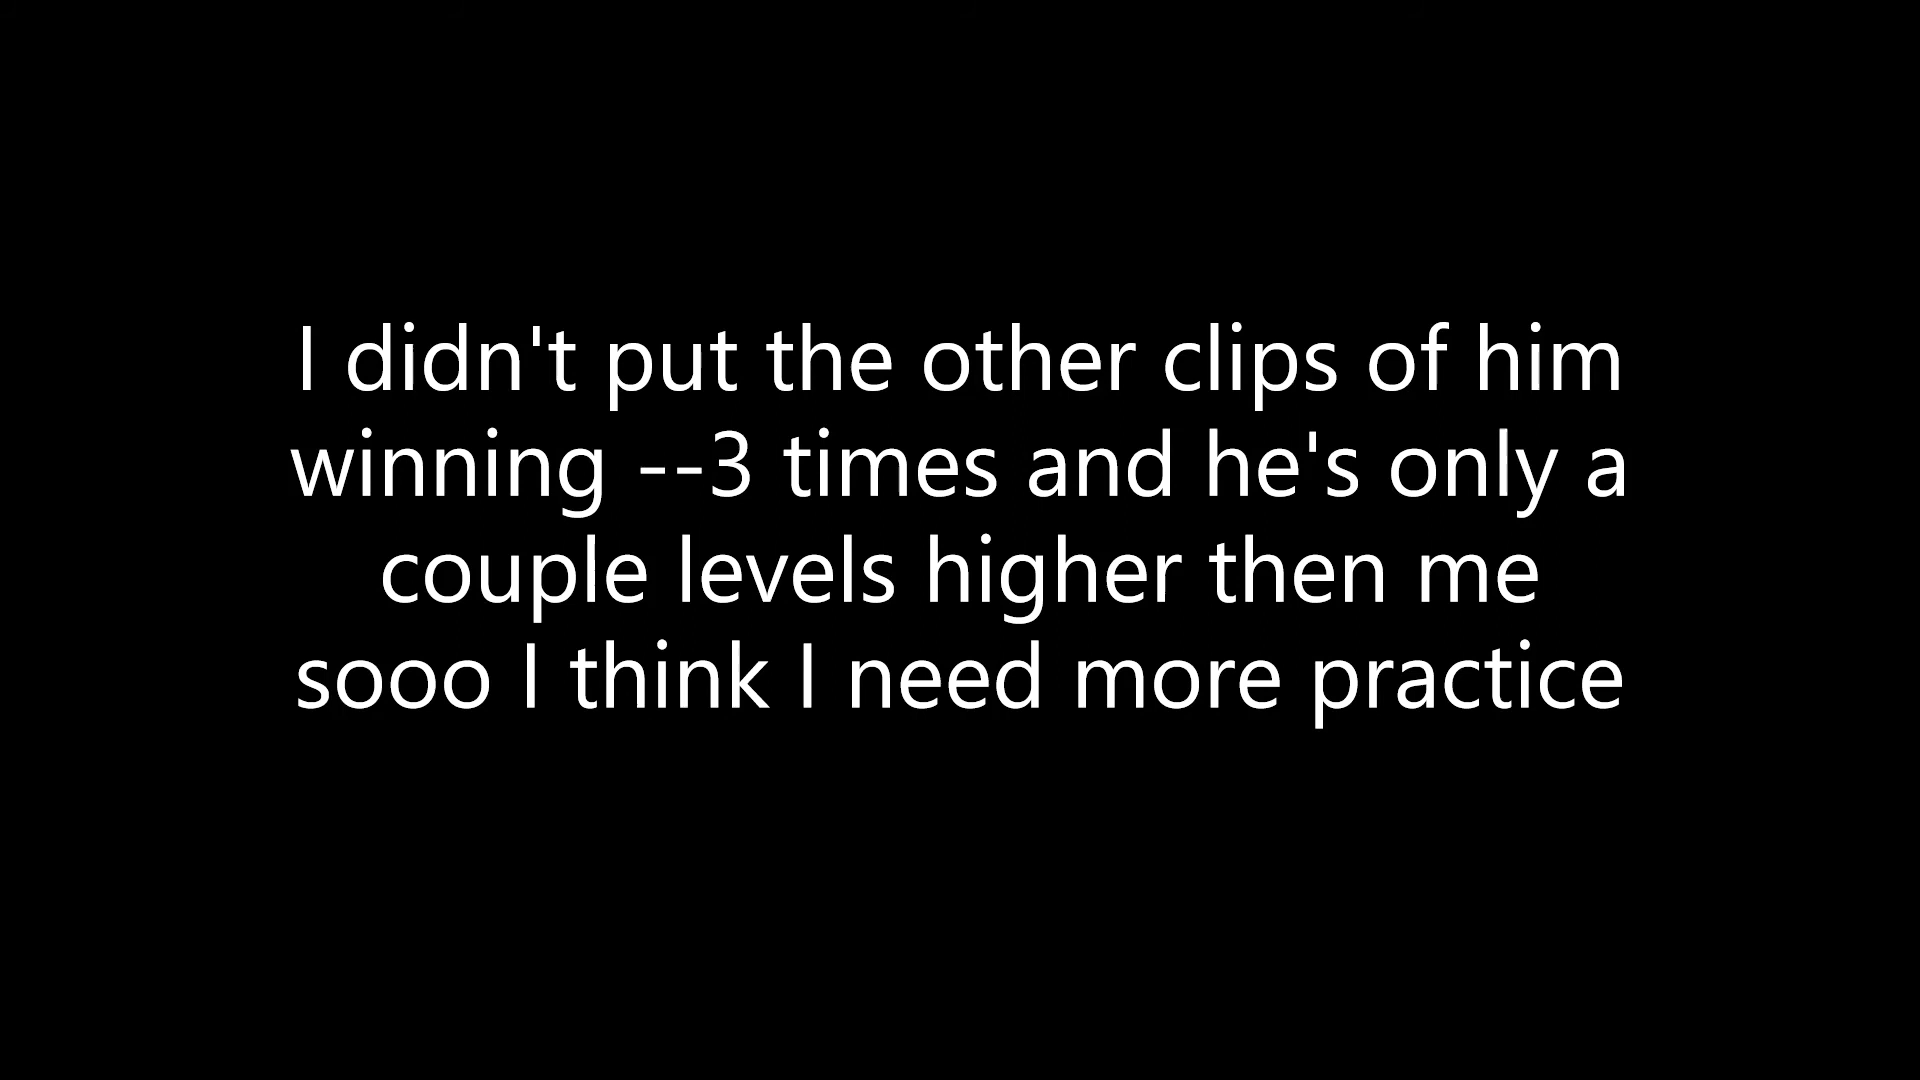 I didn't put the other clips of him
winning --3 times and he's only a
couple levels higher then me
sooo I think I need more practice